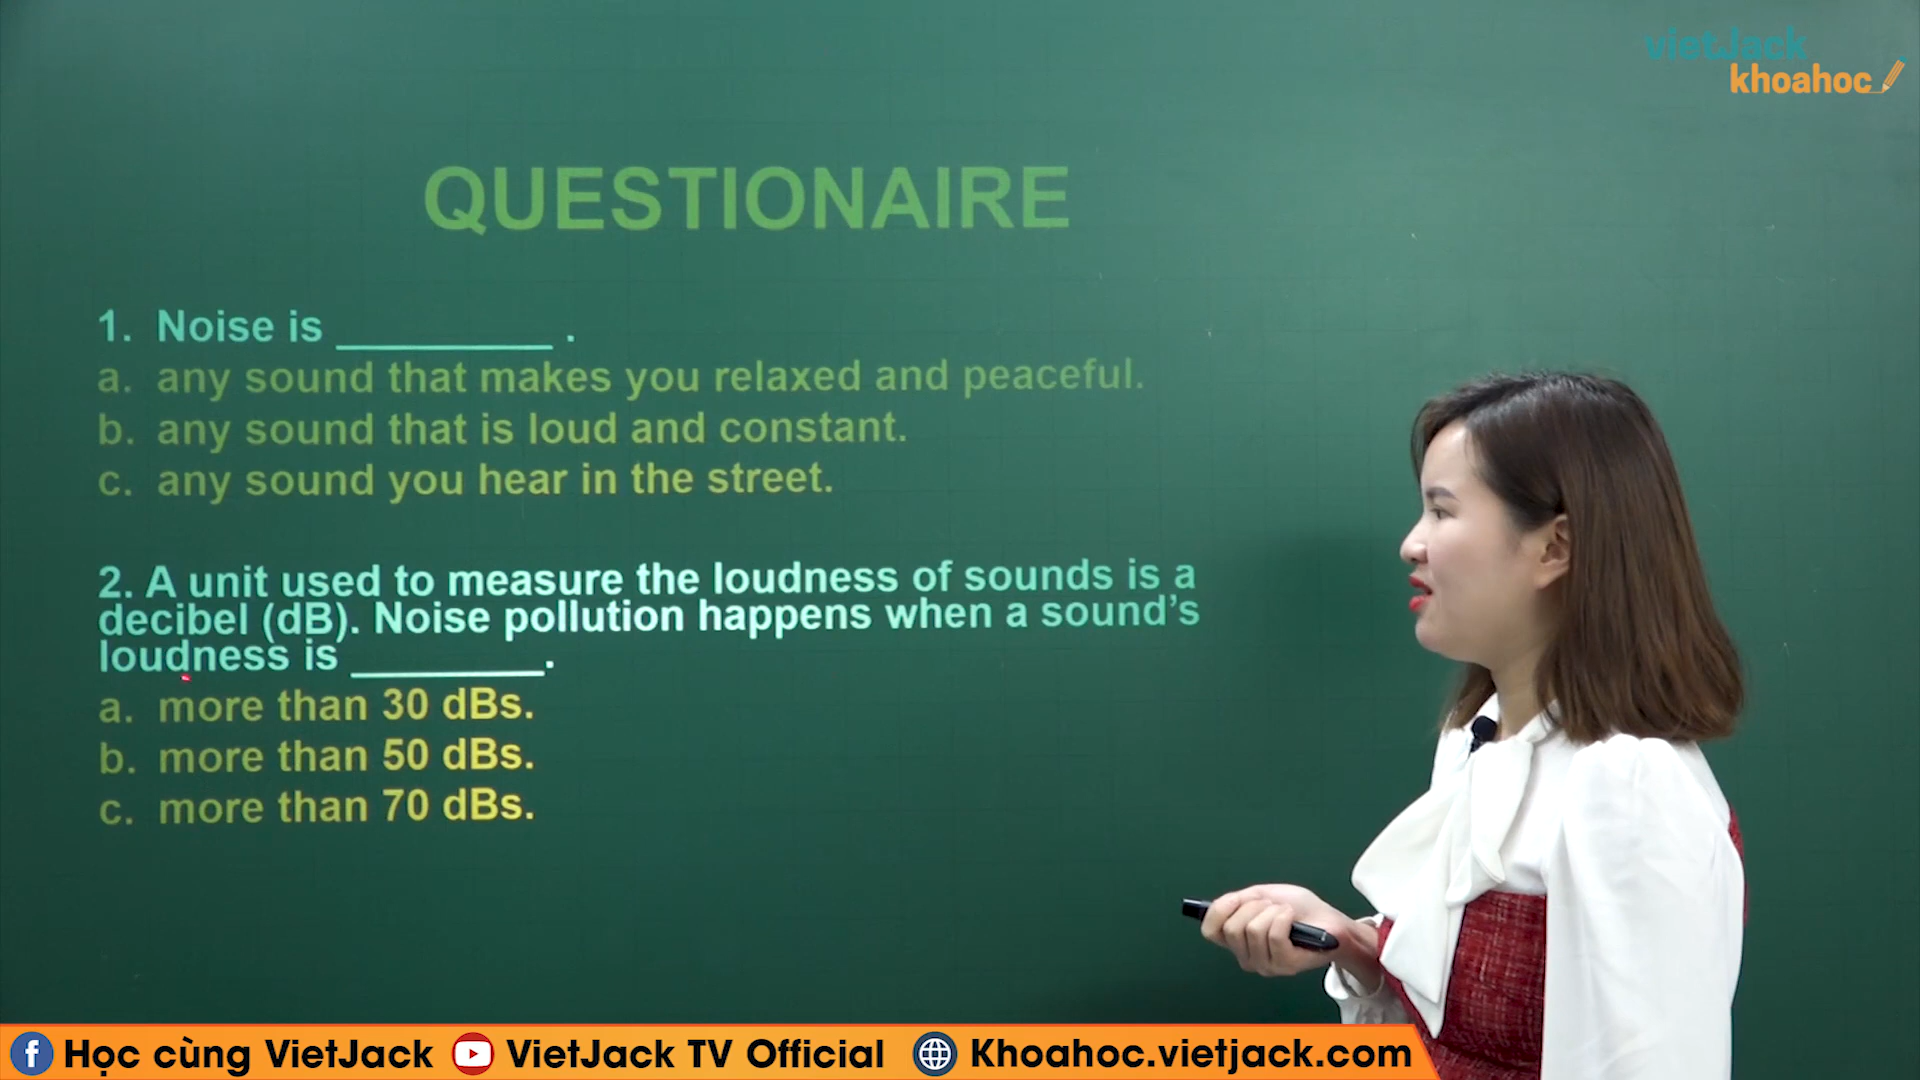 vietJack
khoahoc
QUESTIONAIRE
1. Noise is _________ .
a. any sound that makes you relaxed and peaceful.
b. any sound that is loud and constant.
c. any sound you hear in the street.
2. A unit used to measure the loudness of sounds is a
decibel (dB). Noise pollution happens when a sound’s
loudness is ________.
a. more than 30 dBs.
b. more than 50 dBs.
c. more than 70 dBs.
Học cùng VietJack VietJack TV Official Khoahoc.vietjack.com